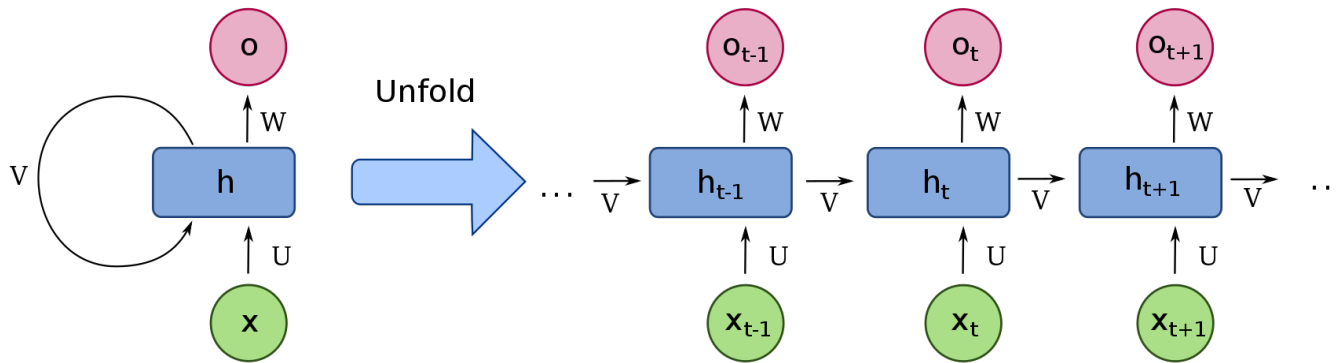 o o_{t-1} o_t o_{t+1}
Unfold
W W W W
V h ... V h_{t-1} V h_t V h_{t+1} V ...
U U U U
x x_{t-1} x_t x_{t+1}